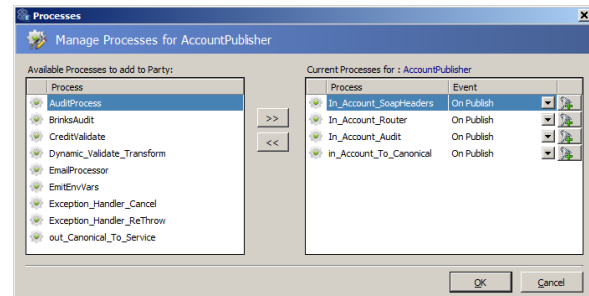 Processes
Manage Processes for AccountPublisher
Available Processes to add to Party:
Process
AuditProcess
BrinksAudit
CreditValidate
Dynamic_Validate_Transform
EmailProcessor
EmitEnvVars
Exception_Handler_Cancel
Exception_Handler_ReThrow
out_Canonical_To_Service
>>
<<
Current Processes for : AccountPublisher
Process Event
In_Account_SoapHeaders On Publish
In_Account_Router On Publish
In_Account_Audit On Publish
in_Account_To_Canonical On Publish
OK Cancel